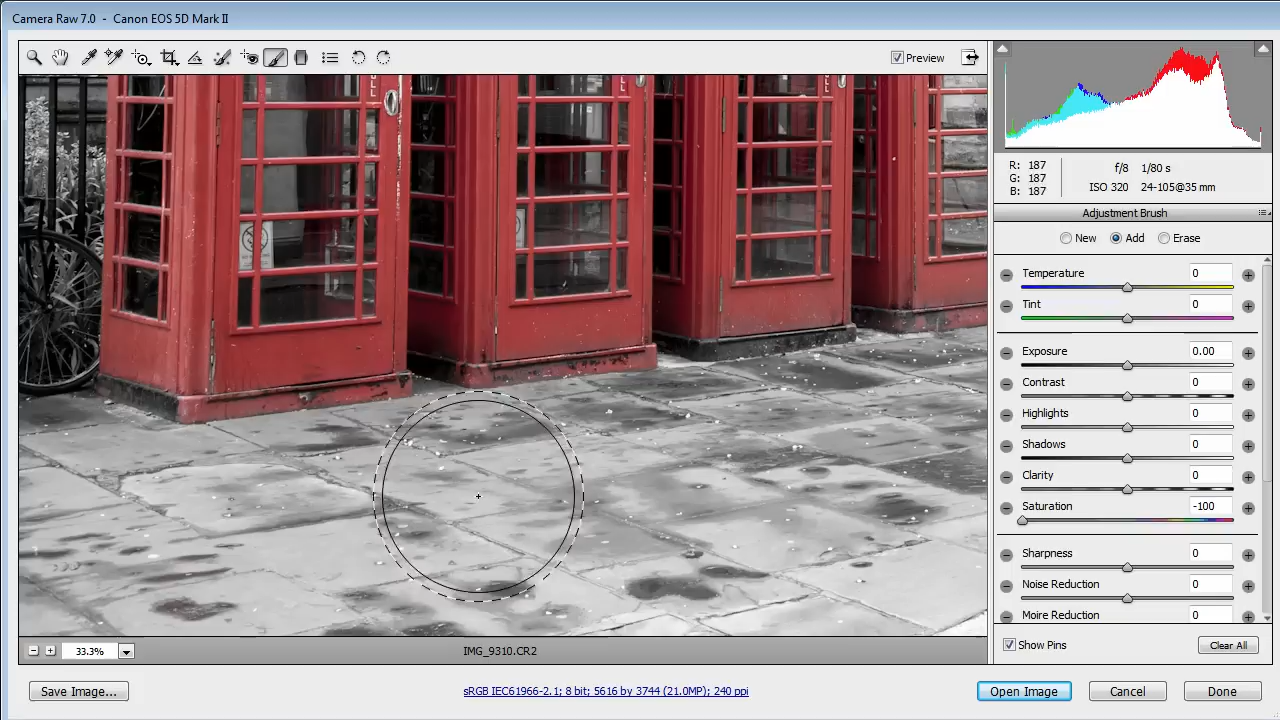 Camera Raw 7.0 - Canon EOS 5D Mark II
Preview
R: 187
G: 187
B: 187
f/8 1/80 s
ISO 320 24-105@35 mm
Adjustment Brush
New Add Erase
Temperature 0
Tint 0
Exposure 0.00
Contrast 0
Highlights 0
Shadows 0
Clarity 0
Saturation -100
Sharpness 0
Noise Reduction 0
Moire Reduction
Show Pins Clear All
33.3% IMG_9310.CR2
Save Image... sRGB IEC61966-2.1; 8 bit; 5616 by 3744 (21.0MP); 240 ppi Open Image Cancel Done